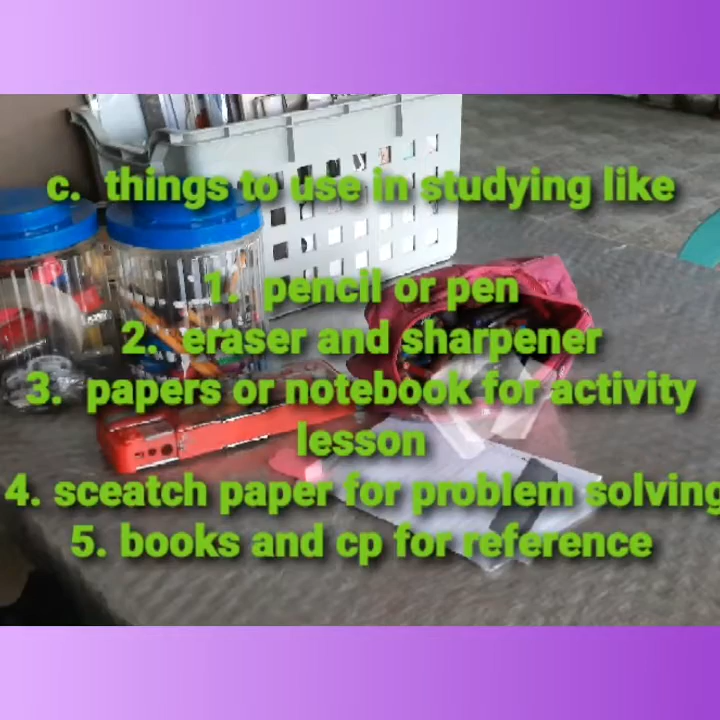 c. things to use in studying like
1. pencil or pen
2. eraser and sharpener
3. papers or notebook for activity
lesson
4. sceatch paper for problem solving
5. books and cp for reference